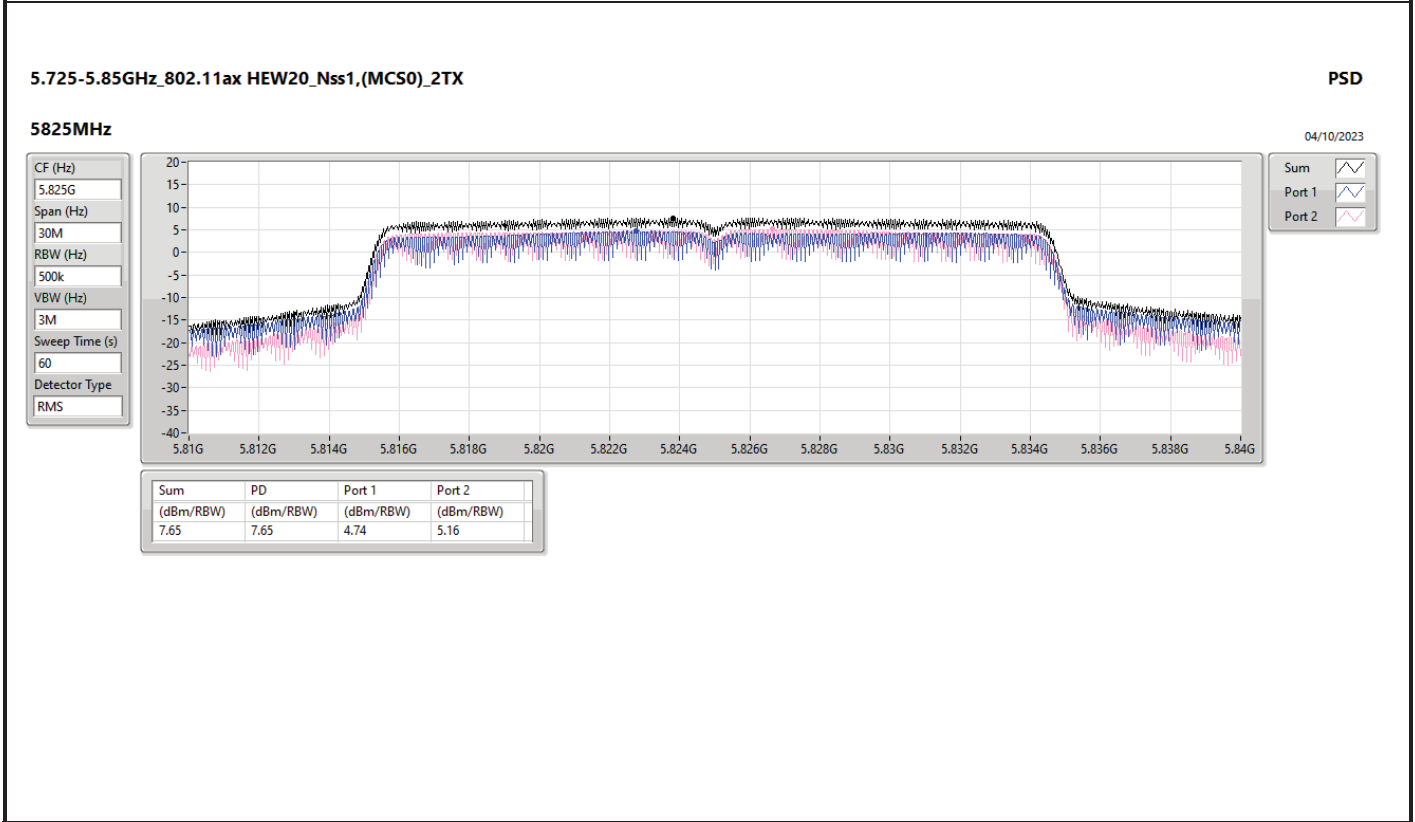 5.725-5.85GHz_802.11ax HEW20_Nss1,(MCS0)_2TX
PSD
5825MHz
04/10/2023
CF (Hz)
5.825G
Span (Hz)
30M
RBW (Hz)
500k
VBW (Hz)
3M
Sweep Time (s)
60
Detector Type
RMS
20
15
10
5
0
-5
-10
-15
-20
-25
-30
-35
-40
5.81G 5.812G 5.814G 5.816G 5.818G 5.82G 5.822G 5.824G 5.826G 5.828G 5.83G 5.832G 5.834G 5.836G 5.838G 5.84G
Sum
Port 1
Port 2
Sum PD Port 1 Port 2
(dBm/RBW) (dBm/RBW) (dBm/RBW) (dBm/RBW)
7.65 7.65 4.74 5.16